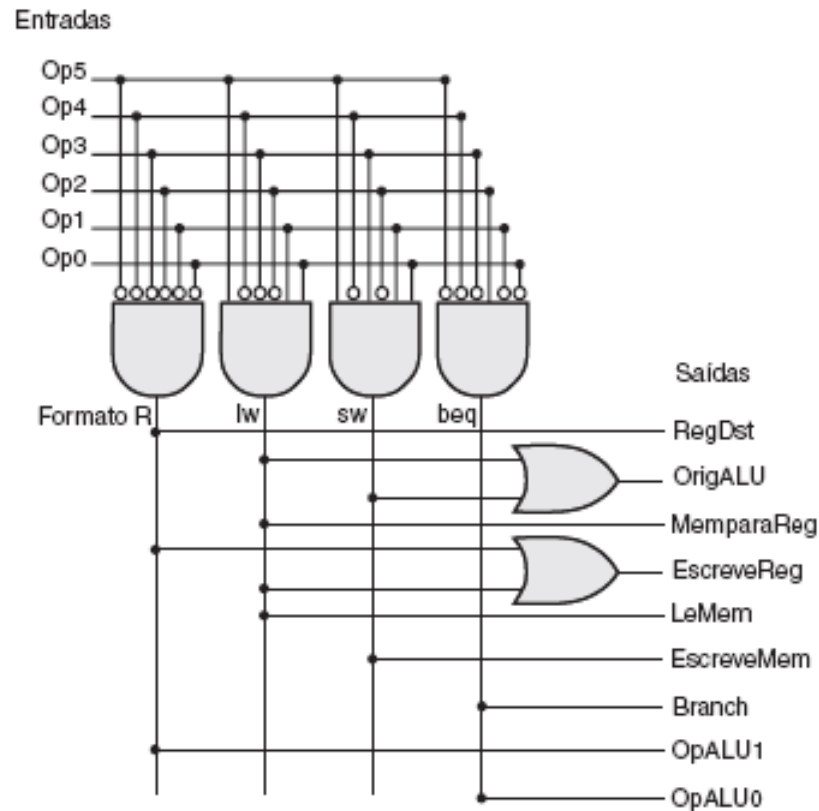 Entradas
Op5
Op4
Op3
Op2
Op1
Op0
Formato R
lw
sw
beq
Saídas
RegDst
OrigALU
MemparaReg
EscreveReg
LeMem
EscreveMem
Branch
OpALU1
OpALU0